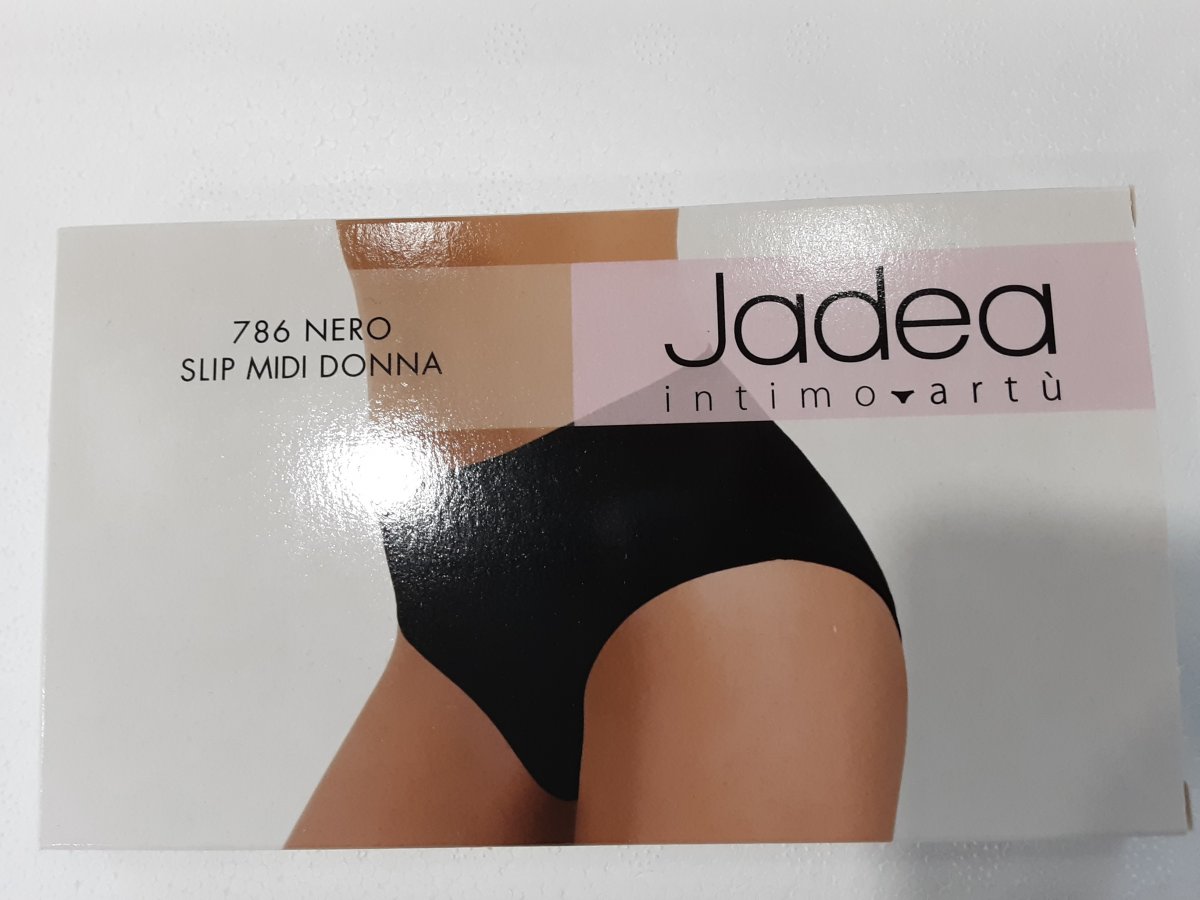 786 NERO
SLIP MIDI DONNA
Jadea
intimo artù